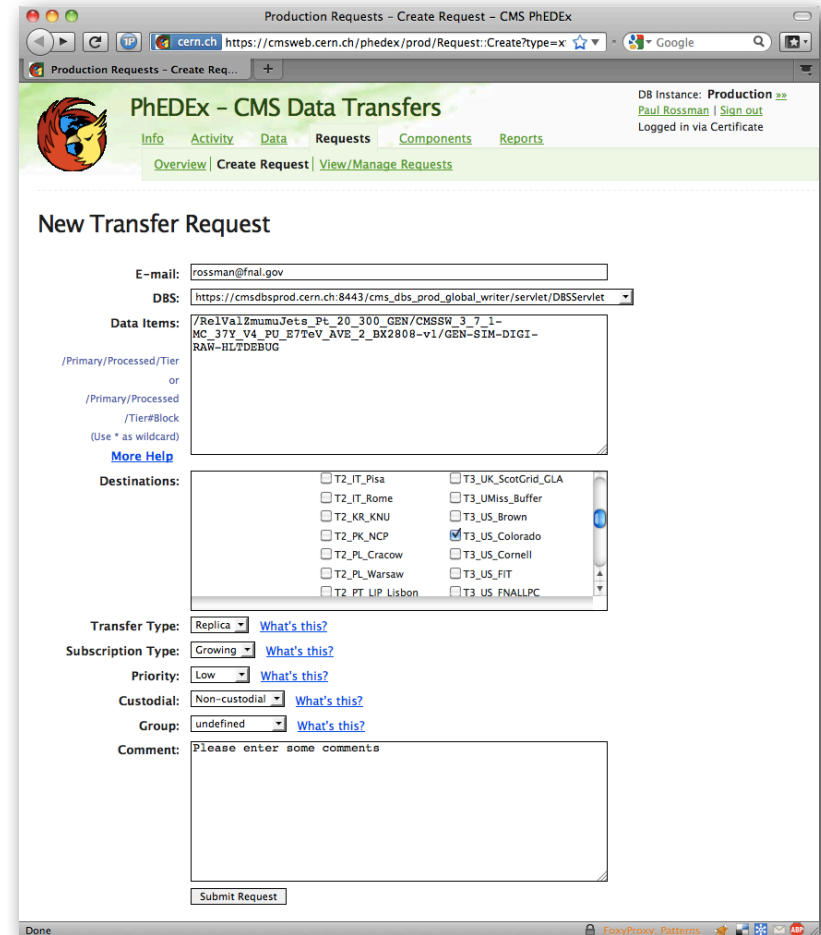 Production Requests – Create Request – CMS PhEDEx
cern.ch https://cmsweb.cern.ch/phedex/prod/Request::Create?type=x
Google
Production Requests – Create Req...
PhEDEx – CMS Data Transfers
DB Instance: Production »»
Paul Rossman | Sign out
Logged in via Certificate
Info Activity Data Requests Components Reports
Overview | Create Request | View/Manage Requests
New Transfer Request
E-mail: rossman@fnal.gov
DBS: https://cmsdbsprod.cern.ch:8443/cms_dbs_prod_global_writer/servlet/DBSServlet
Data Items: /RelValZmumuJets_Pt_20_300_GEN/CMSSW_3_7_1-
MC_37Y_V4_PU_E7TeV_AVE_2_BX2808-v1/GEN-SIM-DIGI-
RAW-HLTDEBUG
/Primary/Processed/Tier
or
/Primary/Processed
/Tier#Block
(Use * as wildcard)
More Help
Destinations: T2_IT_Pisa T3_UK_ScotGrid_GLA
T2_IT_Rome T3_UMiss_Buffer
T2_KR_KNU T3_US_Brown
T2_PK_NCP T3_US_Colorado
T2_PL_Cracow T3_US_Cornell
T2_PL_Warsaw T3_US_FIT
T2_PT_LIP_Lisbon T3_US_FNALLPC
Transfer Type: Replica What's this?
Subscription Type: Growing What's this?
Priority: Low What's this?
Custodial: Non-custodial What's this?
Group: undefined What's this?
Comment: Please enter some comments
Submit Request
Done FoxyProxy: Patterns ABP